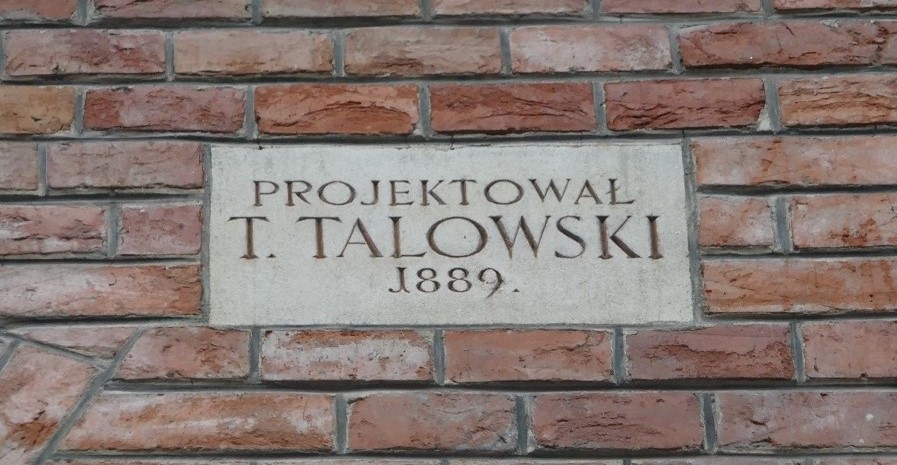 PROJEKTOWAŁ
T. TALOWSKI
1889.